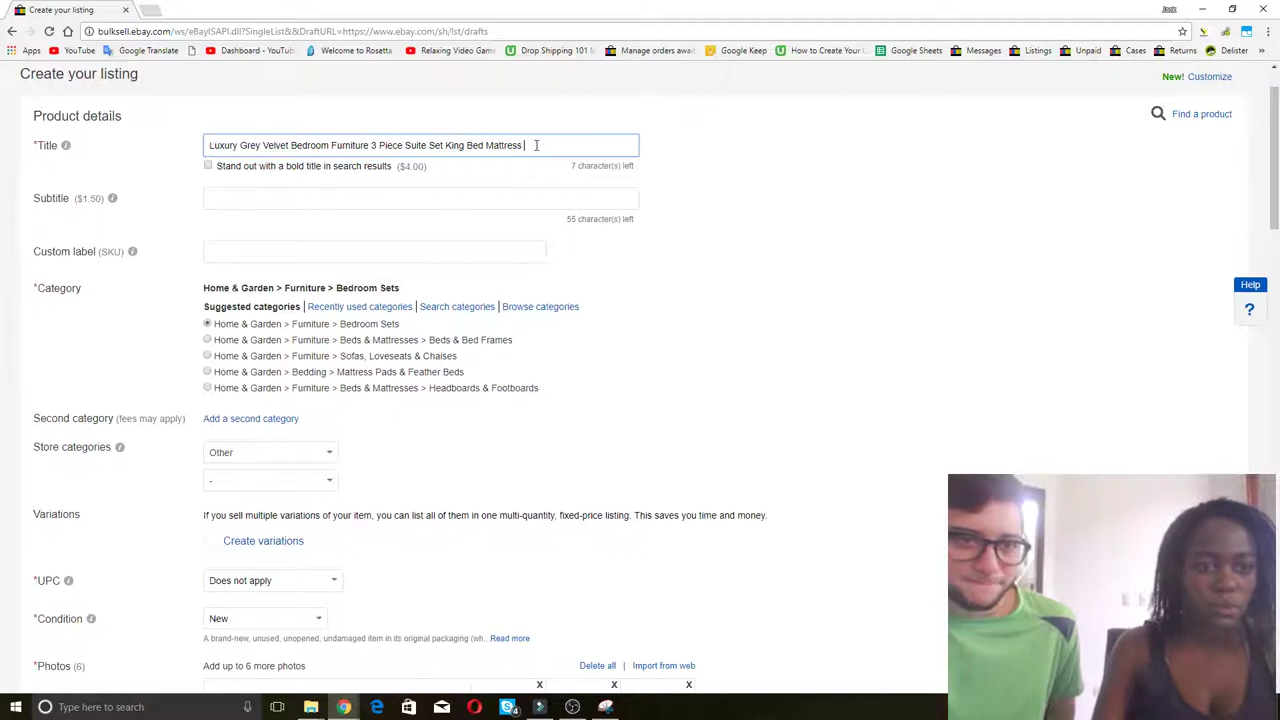 Create your listing
bulksell.ebay.com/ws/eBayISAPI.dll?SingleList&&DraftURL=https://www.ebay.com/sh/lst/drafts
Apps YouTube Google Translate Dashboard - YouTube Welcome to Rosetta Relaxing Video Game Drop Shipping 101 Manage orders await Google Keep How to Create Your Google Sheets Messages Listings Unpaid Cases Returns Delister »
Create your listing
New! Customize
Product details
Find a product
*Title Luxury Grey Velvet Bedroom Furniture 3 Piece Suite Set King Bed Mattress
Stand out with a bold title in search results ($4.00) 7 character(s) left
Subtitle ($1.50)
55 character(s) left
Custom label (SKU)
*Category Home & Garden > Furniture > Bedroom Sets
Suggested categories | Recently used categories | Search categories | Browse categories
Home & Garden > Furniture > Bedroom Sets
Home & Garden > Furniture > Beds & Mattresses > Beds & Bed Frames
Home & Garden > Furniture > Sofas, Loveseats & Chaises
Home & Garden > Bedding > Mattress Pads & Feather Beds
Home & Garden > Furniture > Beds & Mattresses > Headboards & Footboards
Help
?
Second category (fees may apply) Add a second category
Store categories Other
-
Variations If you sell multiple variations of your item, you can list all of them in one multi-quantity, fixed-price listing. This saves you time and money.
Create variations
*UPC Does not apply
*Condition New
A brand-new, unused, unopened, undamaged item in its original packaging (wh... Read more
*Photos (6) Add up to 6 more photos Delete all | Import from web
X X X
Type here to search
4